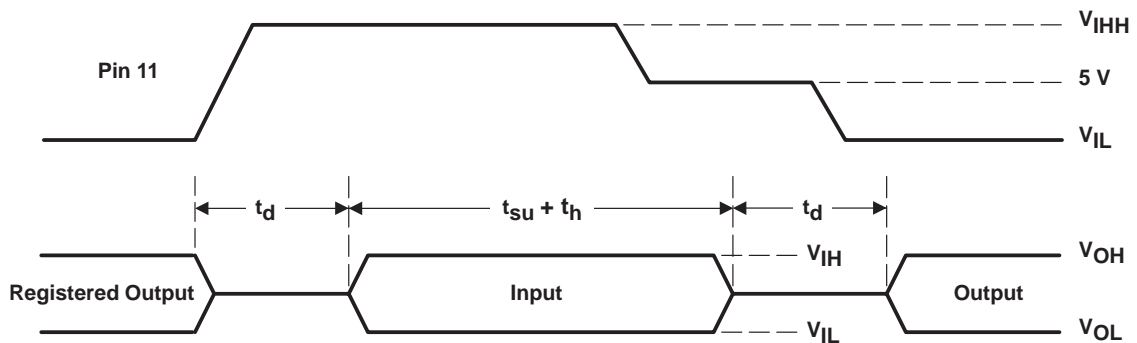 VIHH
Pin 11
5 V
VIL
td
tsu + th
td
VIH
VOH
Registered Output
Input
Output
VIL
VOL